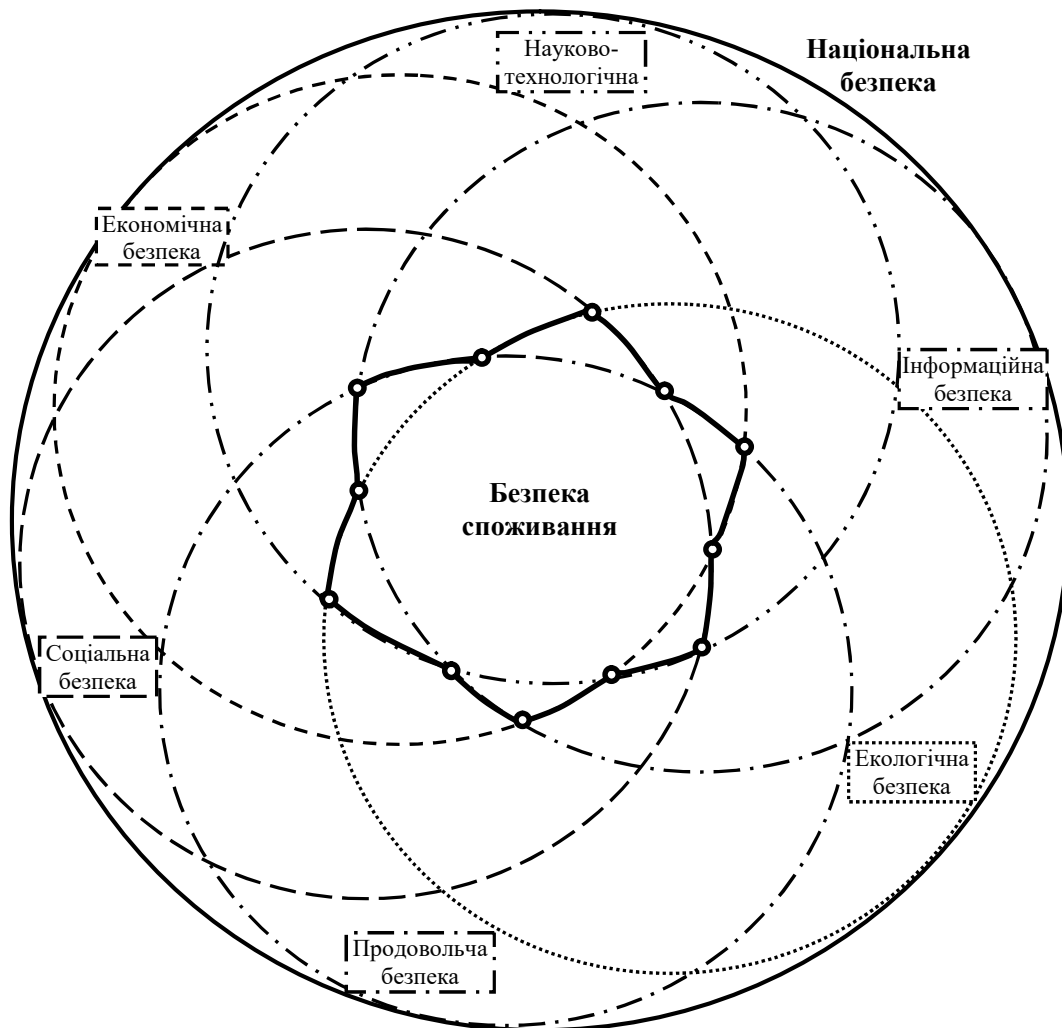 Науково-
технологічна
Національна
безпека
Економічна
безпека
Інформаційна
безпека
Безпека
споживання
Соціальна
безпека
Екологічна
безпека
Продовольча
безпека